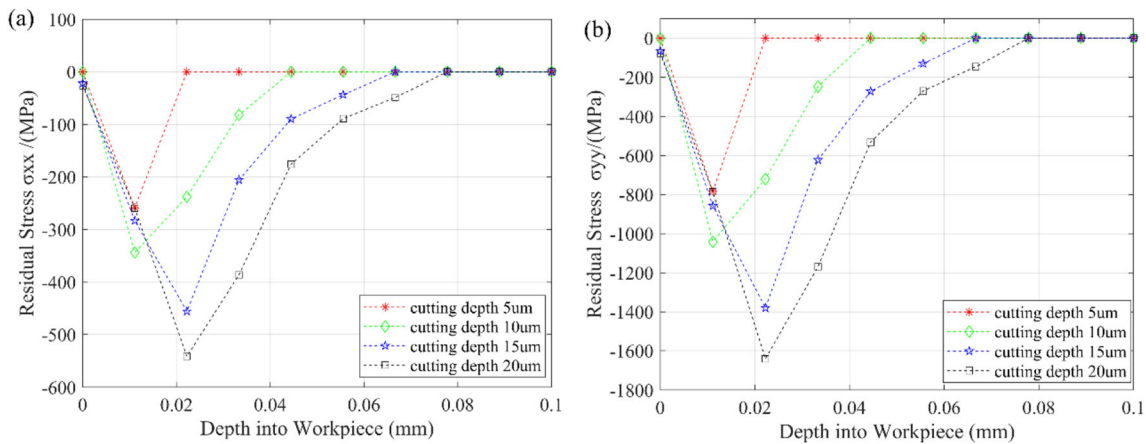 (a)
100
0
-100
-200
-300
-400
-500
-600
Residual Stress σxx /(MPa)
0
0.02
0.04
0.06
0.08
0.1
Depth into Workpiece (mm)
cutting depth 5um
cutting depth 10um
cutting depth 15um
cutting depth 20um
(b)
0
-200
-400
-600
-800
-1000
-1200
-1400
-1600
-1800
Residual Stress σyy/(MPa)
0
0.02
0.04
0.06
0.08
0.1
Depth into Workpiece (mm)
cutting depth 5um
cutting depth 10um
cutting depth 15um
cutting depth 20um